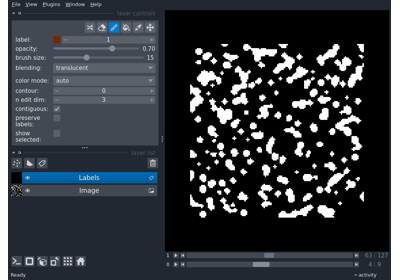 File View Plugins Window Help
layer controls
label: 1
opacity: 0.70
brush size: 15
blending: translucent
color mode: auto
contour: 0
n edit dim: 3
contiguous:
preserve
labels:
show
selected:
layer list
Labels
Image
1 63 / 127
0 4 / 9
Ready
activity